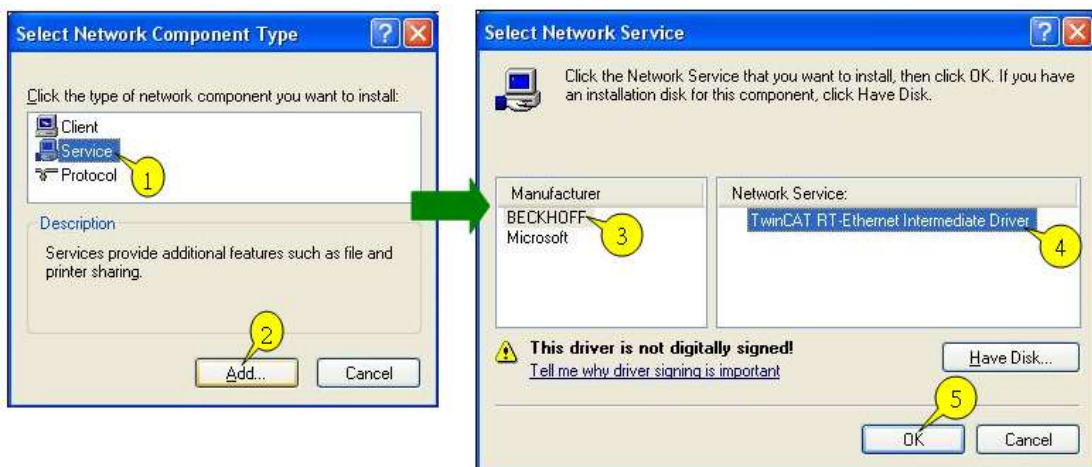 Select Network Component Type
Click the type of network component you want to install:
Client
Service
Protocol
1
Description
Services provide additional features such as file and
printer sharing.
2
Add...
Cancel
Select Network Service
Click the Network Service that you want to install, then click OK. If you have
an installation disk for this component, click Have Disk.
Manufacturer
BECKHOFF
Microsoft
3
Network Service:
TwinCAT RT-Ethernet Intermediate Driver
4
This driver is not digitally signed!
Tell me why driver signing is important
Have Disk...
5
OK
Cancel